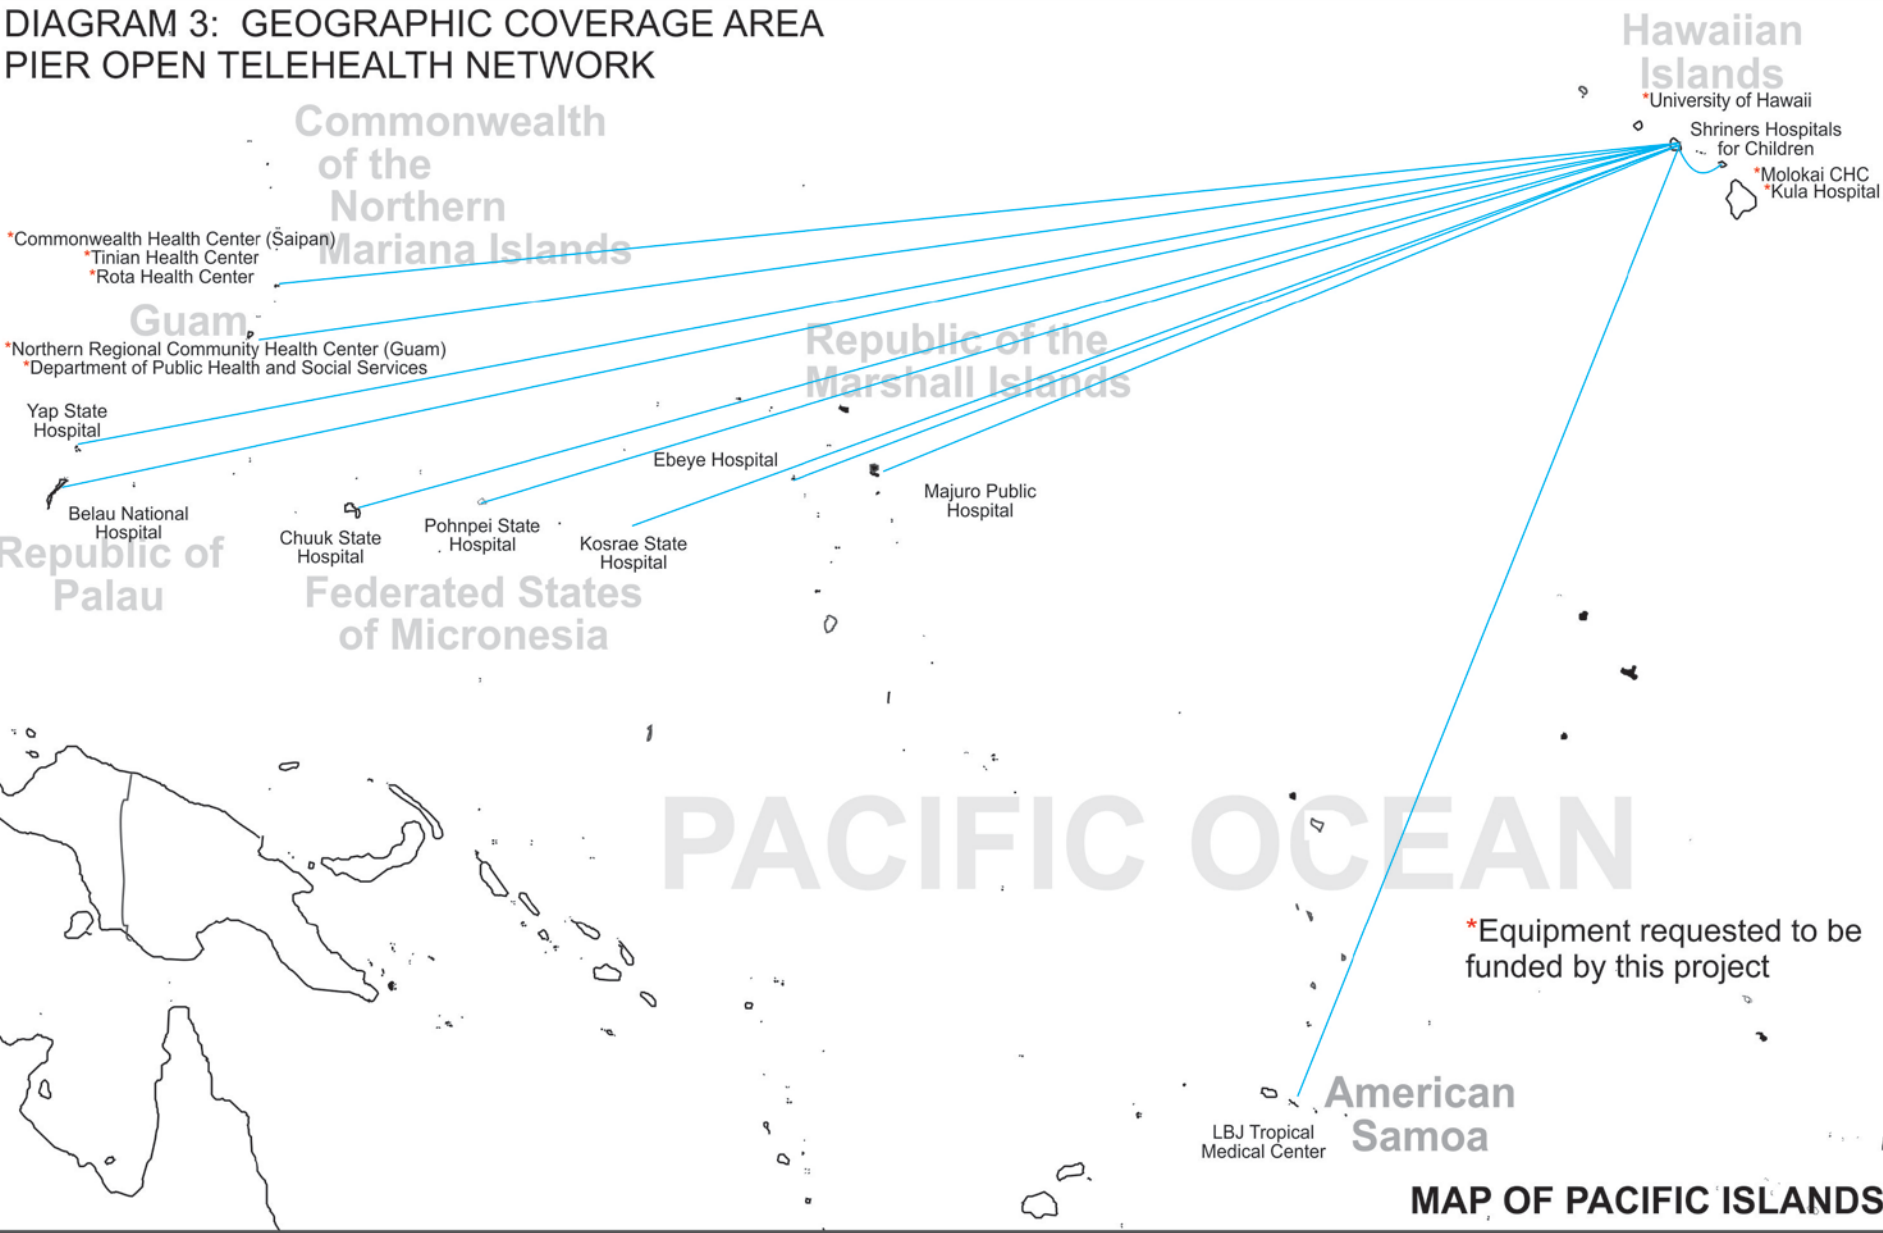 DIAGRAM 3:  GEOGRAPHIC COVERAGE AREA
PIER OPEN TELEHEALTH NETWORK
Hawaiian
Islands
*University of Hawaii
Shriners Hospitals
for Children
*Molokai CHC
*Kula Hospital
Commonwealth
of the
Northern
Mariana Islands
*Commonwealth Health Center (Saipan)
*Tinian Health Center
*Rota Health Center
Guam
*Northern Regional Community Health Center (Guam)
*Department of Public Health and Social Services
Republic of the
Marshall Islands
Yap State
Hospital
Ebeye Hospital
Majuro Public
Hospital
Belau National
Hospital
Chuuk State
Hospital
Pohnpei State
Hospital
Kosrae State
Hospital
Republic of
Palau
Federated States
of Micronesia
PACIFIC OCEAN
*Equipment requested to be
funded by this project
American
Samoa
LBJ Tropical
Medical Center
MAP OF PACIFIC ISLANDS